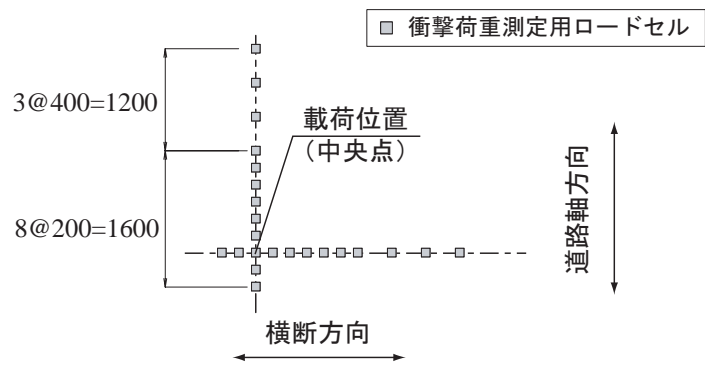 衝撃荷重測定用ロードセル
3@400=1200
載荷位置
(中央点)
8@200=1600
道路軸方向
横断方向